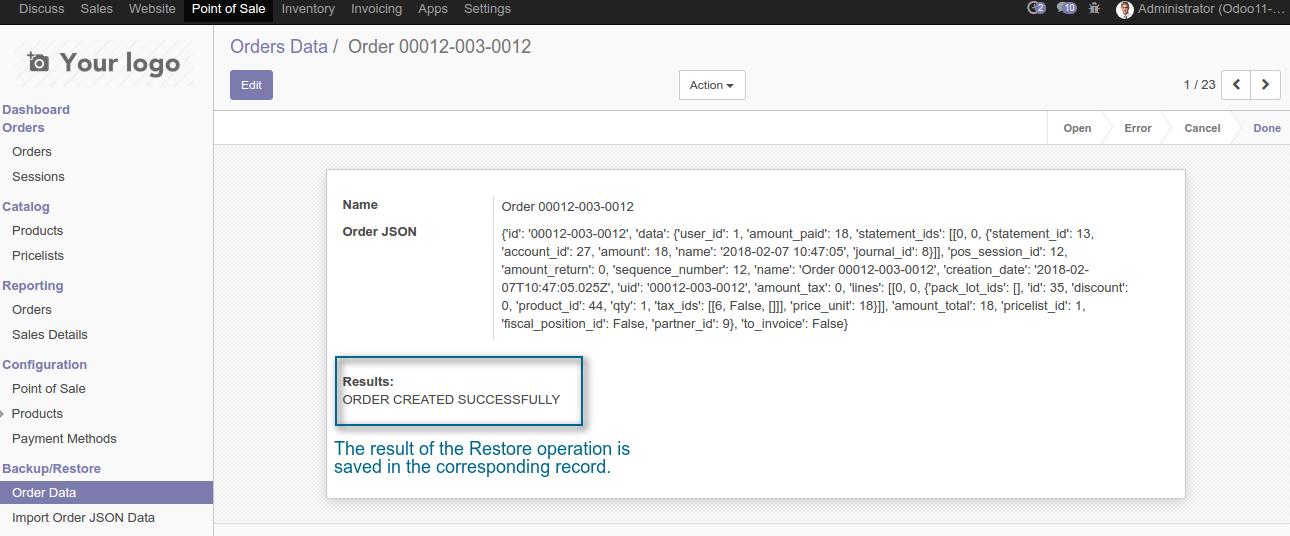 Discuss Sales Website Point of Sale Inventory Invoicing Apps Settings 2 10 Administrator (Odoo11-...
Your logo
Orders Data / Order 00012-003-0012
Edit Action 1 / 23
Open Error Cancel Done
Dashboard
Orders
Orders
Sessions
Catalog
Products
Pricelists
Reporting
Orders
Sales Details
Configuration
Point of Sale
Products
Payment Methods
Backup/Restore
Order Data
Import Order JSON Data
Name Order 00012-003-0012
Order JSON {'id': '00012-003-0012', 'data': {'user_id': 1, 'amount_paid': 18, 'statement_ids': [[0, 0, {'statement_id': 13,
'account_id': 27, 'amount': 18, 'name': '2018-02-07 10:47:05', 'journal_id': 8}]], 'pos_session_id': 12,
'amount_return': 0, 'sequence_number': 12, 'name': 'Order 00012-003-0012', 'creation_date': '2018-02-
07T10:47:05.025Z', 'uid': '00012-003-0012', 'amount_tax': 0, 'lines': [[0, 0, {'pack_lot_ids': [], 'id': 35, 'discount':
0, 'product_id': 44, 'qty': 1, 'tax_ids': [[6, False, []]], 'price_unit': 18}]], 'amount_total': 18, 'pricelist_id': 1,
'fiscal_position_id': False, 'partner_id': 9}, 'to_invoice': False}
Results:
ORDER CREATED SUCCESSFULLY
The result of the Restore operation is
saved in the corresponding record.